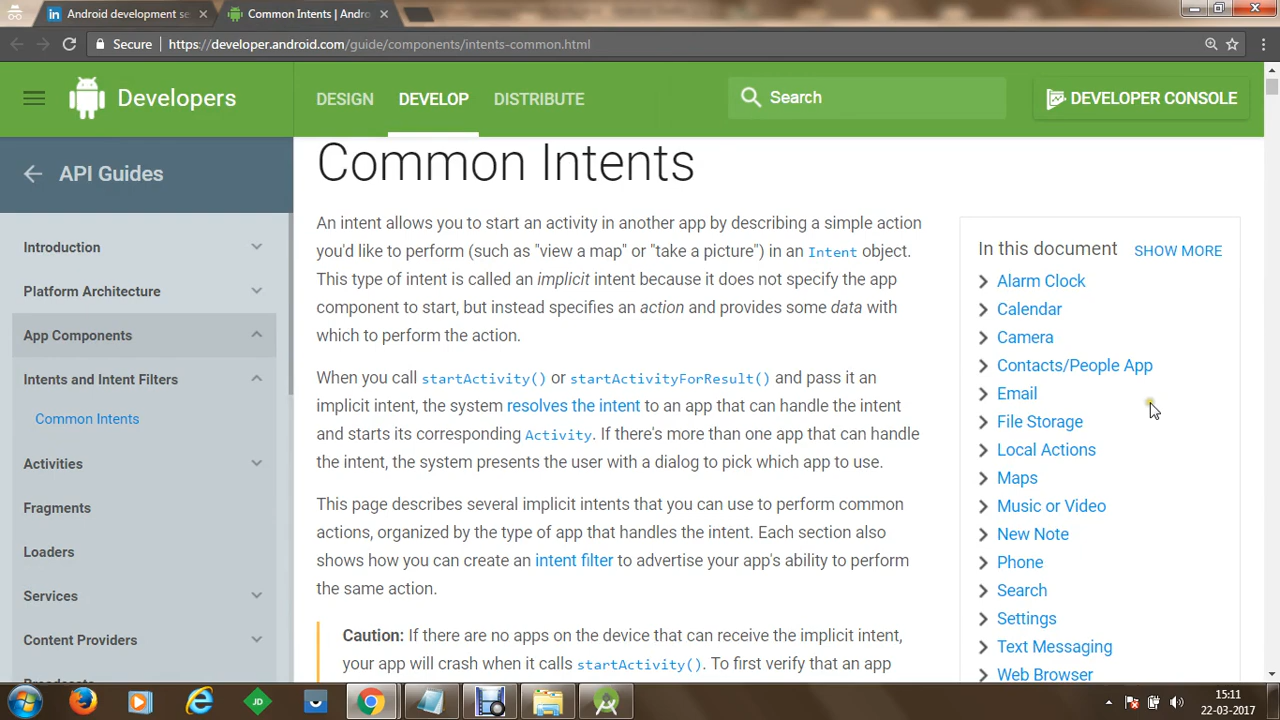 Android development se
Common Intents | Andro
Secure
https://developer.android.com/guide/components/intents-common.html
Developers
DESIGN
DEVELOP
DISTRIBUTE
Search
DEVELOPER CONSOLE
API Guides
Introduction
Platform Architecture
App Components
Intents and Intent Filters
Common Intents
Activities
Fragments
Loaders
Services
Content Providers
Common Intents
An intent allows you to start an activity in another app by describing a simple action
you'd like to perform (such as "view a map" or "take a picture") in an Intent object.
This type of intent is called an implicit intent because it does not specify the app
component to start, but instead specifies an action and provides some data with
which to perform the action.
When you call startActivity() or startActivityForResult() and pass it an
implicit intent, the system resolves the intent to an app that can handle the intent
and starts its corresponding Activity. If there's more than one app that can handle
the intent, the system presents the user with a dialog to pick which app to use.
This page describes several implicit intents that you can use to perform common
actions, organized by the type of app that handles the intent. Each section also
shows how you can create an intent filter to advertise your app's ability to perform
the same action.
Caution: If there are no apps on the device that can receive the implicit intent,
your app will crash when it calls startActivity(). To first verify that an app
In this document
SHOW MORE
Alarm Clock
Calendar
Camera
Contacts/People App
Email
File Storage
Local Actions
Maps
Music or Video
New Note
Phone
Search
Settings
Text Messaging
Web Browser
JD
15:11
22-03-2017